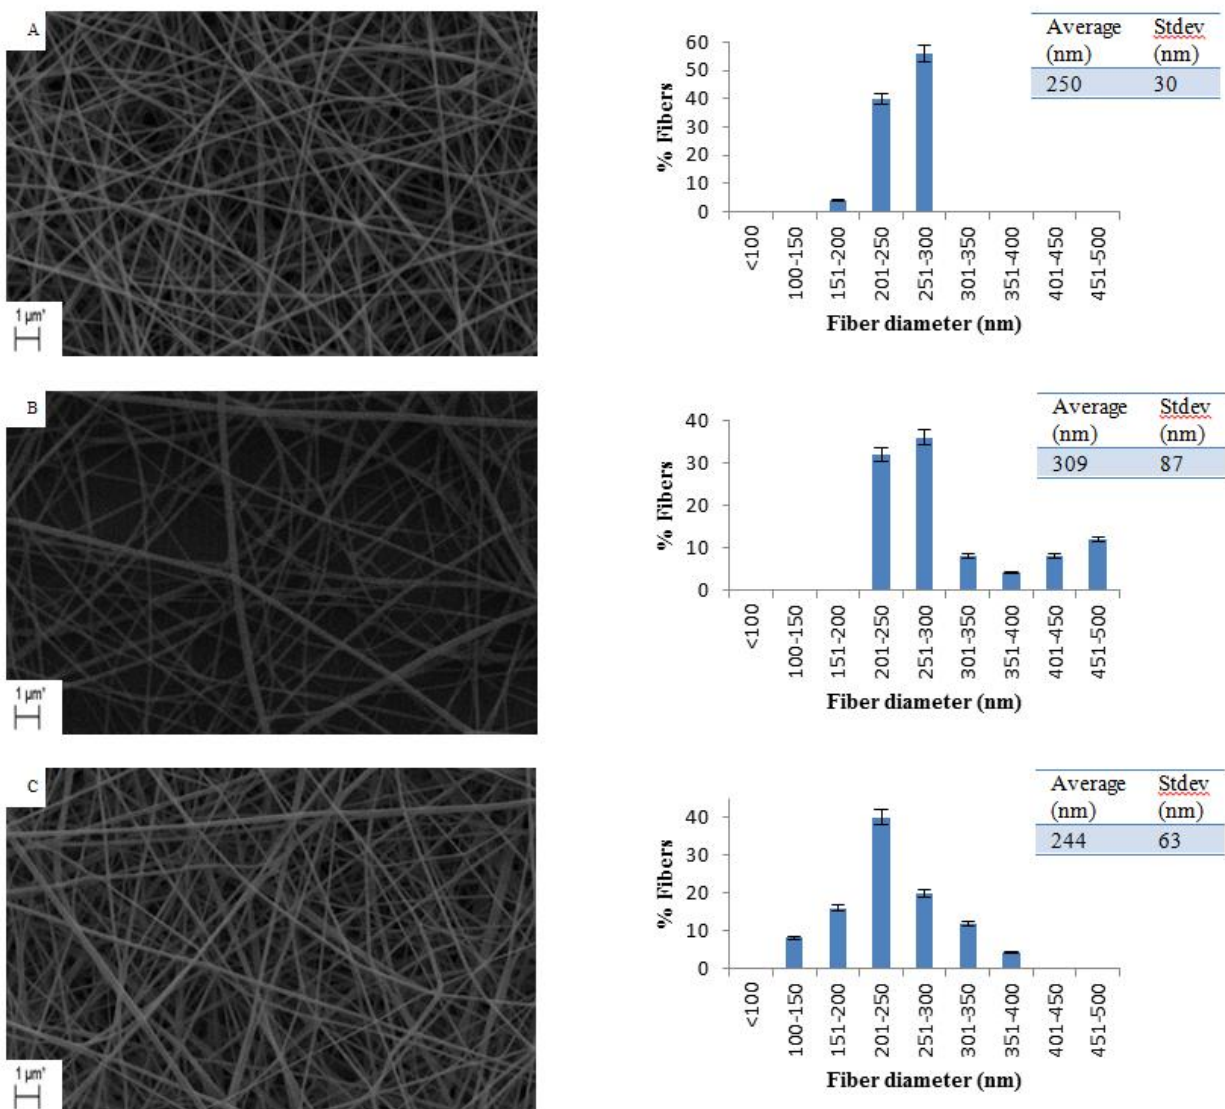 A
1 µm*
60
50
40
30
20
10
0
% Fibers
<100
100-150
151-200
201-250
251-300
301-350
351-400
401-450
451-500
Fiber diameter (nm)
Average Stdev
(nm) (nm)
250 30
B
1 µm*
40
30
20
10
0
% Fibers
<100
100-150
151-200
201-250
251-300
301-350
351-400
401-450
451-500
Fiber diameter (nm)
Average Stdev
(nm) (nm)
309 87
C
1 µm*
40
30
20
10
0
% Fibers
<100
100-150
151-200
201-250
251-300
301-350
351-400
401-450
451-500
Fiber diameter (nm)
Average Stdev
(nm) (nm)
244 63